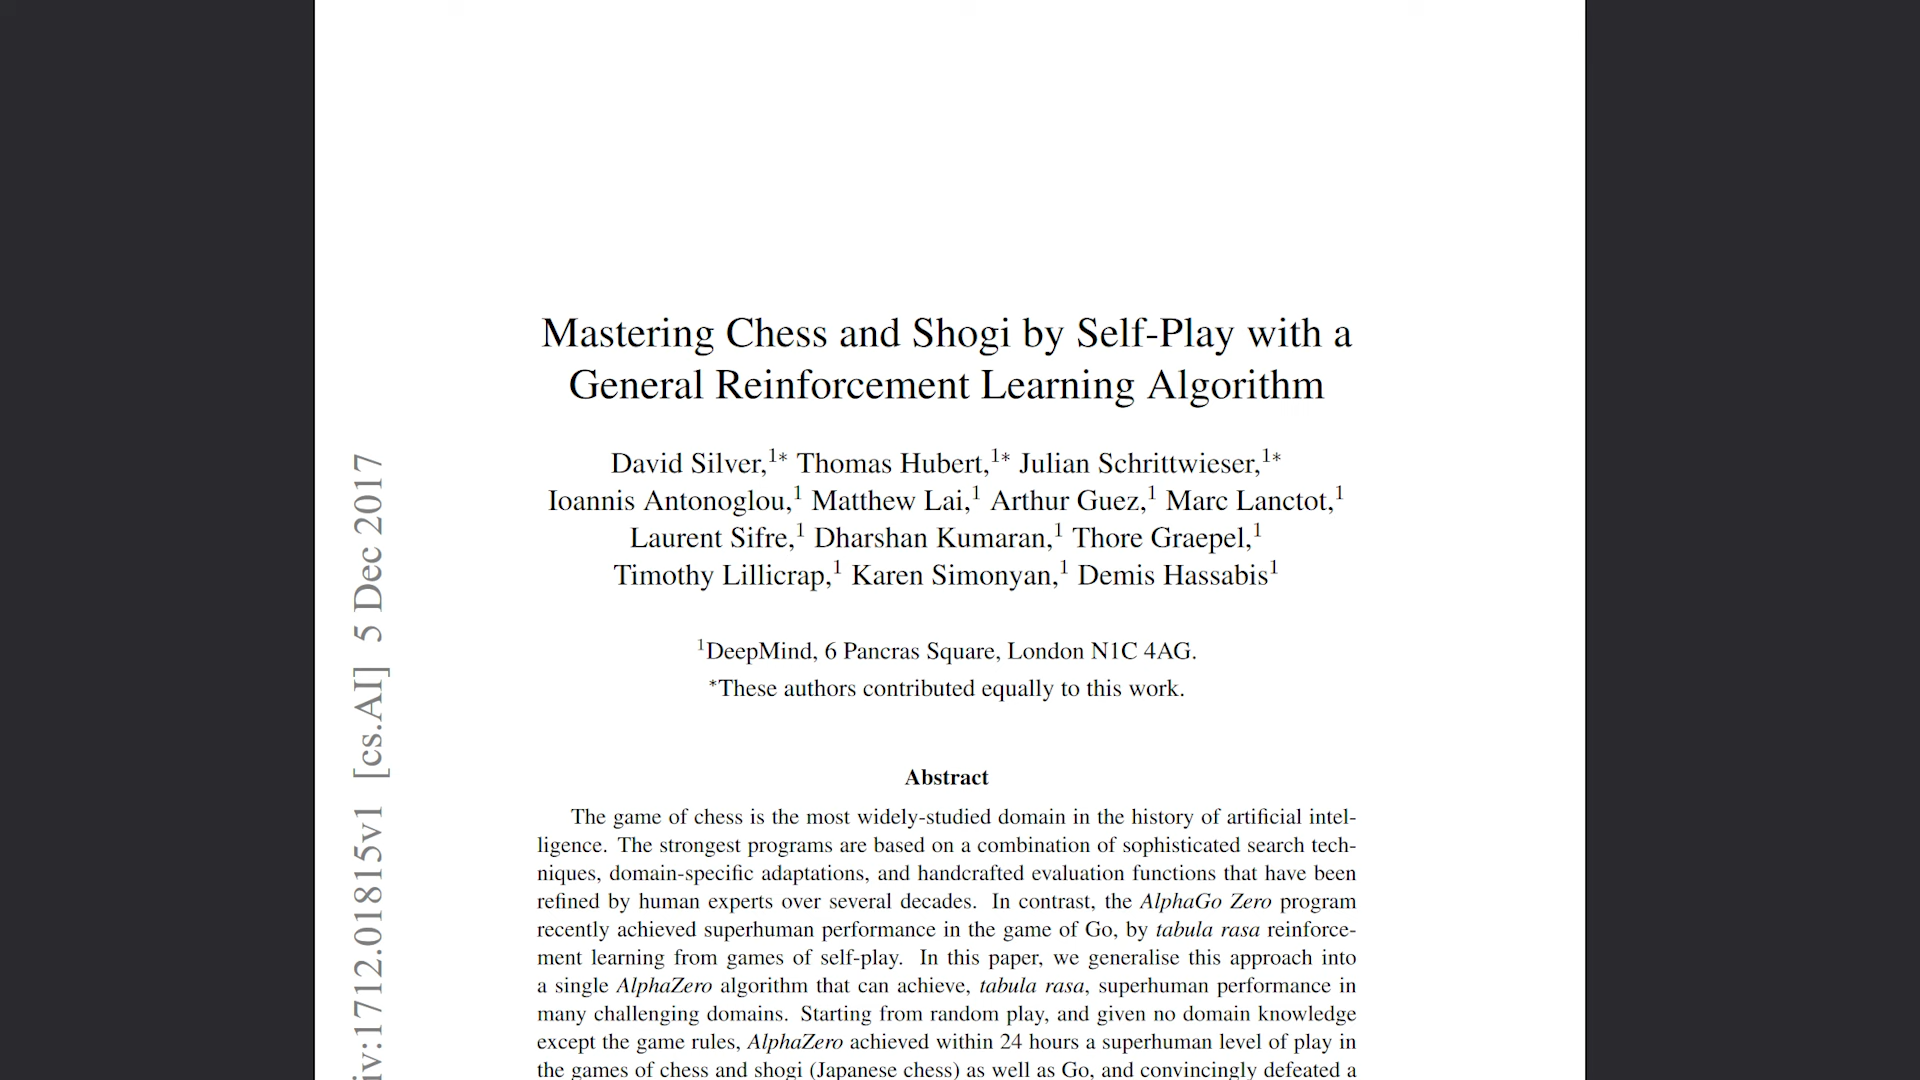 Mastering Chess and Shogi by Self-Play with a
General Reinforcement Learning Algorithm
David Silver,1* Thomas Hubert,1* Julian Schrittwieser,1*
Ioannis Antonoglou,1 Matthew Lai,1 Arthur Guez,1 Marc Lanctot,1
Laurent Sifre,1 Dharshan Kumaran,1 Thore Graepel,1
Timothy Lillicrap,1 Karen Simonyan,1 Demis Hassabis1
1DeepMind, 6 Pancras Square, London N1C 4AG.
*These authors contributed equally to this work.
Abstract
The game of chess is the most widely-studied domain in the history of artificial intel-
ligence. The strongest programs are based on a combination of sophisticated search tech-
niques, domain-specific adaptations, and handcrafted evaluation functions that have been
refined by human experts over several decades. In contrast, the AlphaGo Zero program
recently achieved superhuman performance in the game of Go, by tabula rasa reinforce-
ment learning from games of self-play. In this paper, we generalise this approach into
a single AlphaZero algorithm that can achieve, tabula rasa, superhuman performance in
many challenging domains. Starting from random play, and given no domain knowledge
except the game rules, AlphaZero achieved within 24 hours a superhuman level of play in
the games of chess and shogi (Japanese chess) as well as Go, and convincingly defeated a
iv:1712.01815v1 [cs.AI] 5 Dec 2017